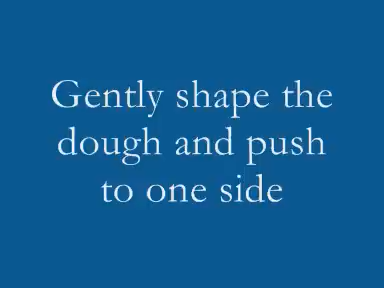 Gently shape the
dough and push
to one side